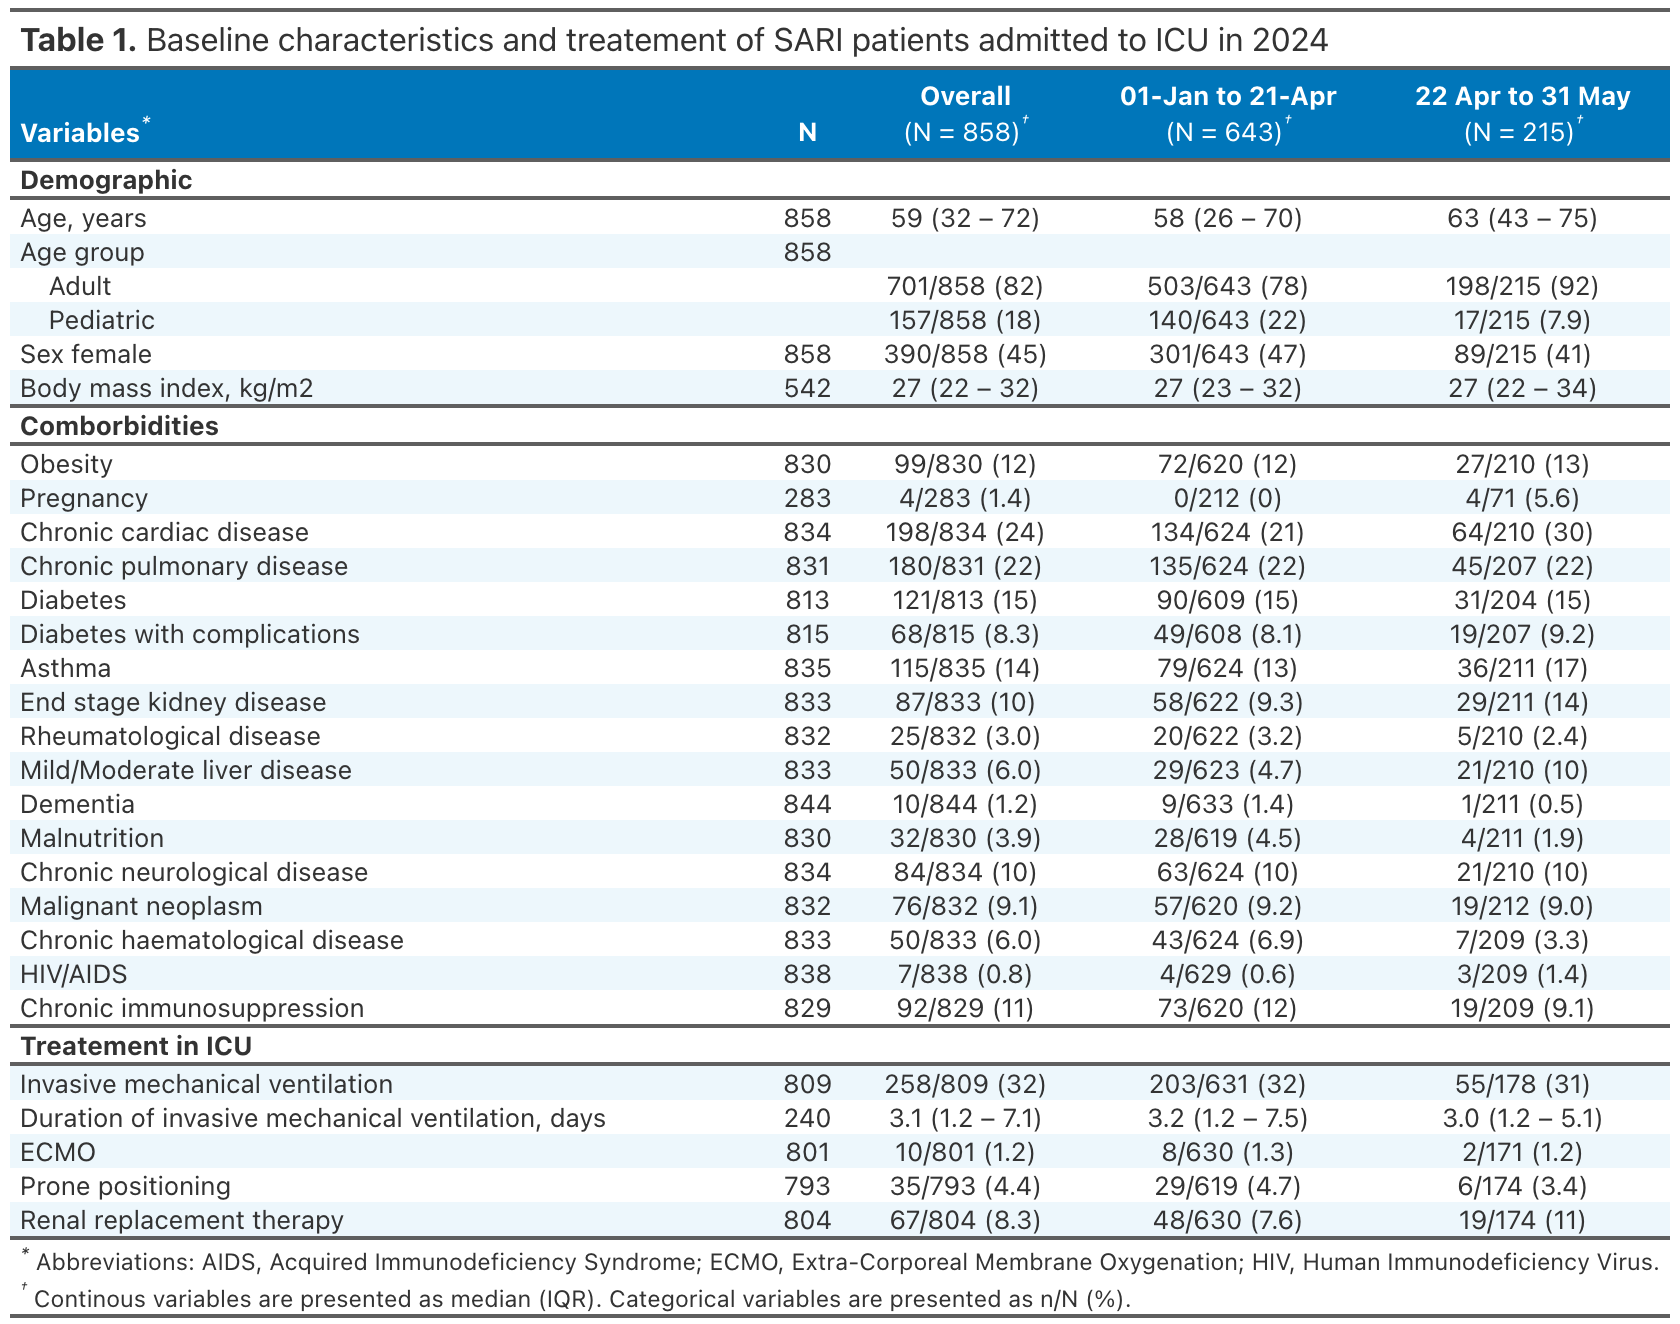 Table 1. Baseline characteristics and treatement of SARI patients admitted to ICU in 2024
Variables* N Overall (N = 858)† 01-Jan to 21-Apr (N = 643)† 22 Apr to 31 May (N = 215)†
Demographic
Age, years 858 59 (32 – 72) 58 (26 – 70) 63 (43 – 75)
Age group 858
Adult 701/858 (82) 503/643 (78) 198/215 (92)
Pediatric 157/858 (18) 140/643 (22) 17/215 (7.9)
Sex female 858 390/858 (45) 301/643 (47) 89/215 (41)
Body mass index, kg/m2 542 27 (22 – 32) 27 (23 – 32) 27 (22 – 34)
Comborbidities
Obesity 830 99/830 (12) 72/620 (12) 27/210 (13)
Pregnancy 283 4/283 (1.4) 0/212 (0) 4/71 (5.6)
Chronic cardiac disease 834 198/834 (24) 134/624 (21) 64/210 (30)
Chronic pulmonary disease 831 180/831 (22) 135/624 (22) 45/207 (22)
Diabetes 813 121/813 (15) 90/609 (15) 31/204 (15)
Diabetes with complications 815 68/815 (8.3) 49/608 (8.1) 19/207 (9.2)
Asthma 835 115/835 (14) 79/624 (13) 36/211 (17)
End stage kidney disease 833 87/833 (10) 58/622 (9.3) 29/211 (14)
Rheumatological disease 832 25/832 (3.0) 20/622 (3.2) 5/210 (2.4)
Mild/Moderate liver disease 833 50/833 (6.0) 29/623 (4.7) 21/210 (10)
Dementia 844 10/844 (1.2) 9/633 (1.4) 1/211 (0.5)
Malnutrition 830 32/830 (3.9) 28/619 (4.5) 4/211 (1.9)
Chronic neurological disease 834 84/834 (10) 63/624 (10) 21/210 (10)
Malignant neoplasm 832 76/832 (9.1) 57/620 (9.2) 19/212 (9.0)
Chronic haematological disease 833 50/833 (6.0) 43/624 (6.9) 7/209 (3.3)
HIV/AIDS 838 7/838 (0.8) 4/629 (0.6) 3/209 (1.4)
Chronic immunosuppression 829 92/829 (11) 73/620 (12) 19/209 (9.1)
Treatement in ICU
Invasive mechanical ventilation 809 258/809 (32) 203/631 (32) 55/178 (31)
Duration of invasive mechanical ventilation, days 240 3.1 (1.2 – 7.1) 3.2 (1.2 – 7.5) 3.0 (1.2 – 5.1)
ECMO 801 10/801 (1.2) 8/630 (1.3) 2/171 (1.2)
Prone positioning 793 35/793 (4.4) 29/619 (4.7) 6/174 (3.4)
Renal replacement therapy 804 67/804 (8.3) 48/630 (7.6) 19/174 (11)
* Abbreviations: AIDS, Acquired Immunodeficiency Syndrome; ECMO, Extra-Corporeal Membrane Oxygenation; HIV, Human Immunodeficiency Virus.
† Continous variables are presented as median (IQR). Categorical variables are presented as n/N (%).